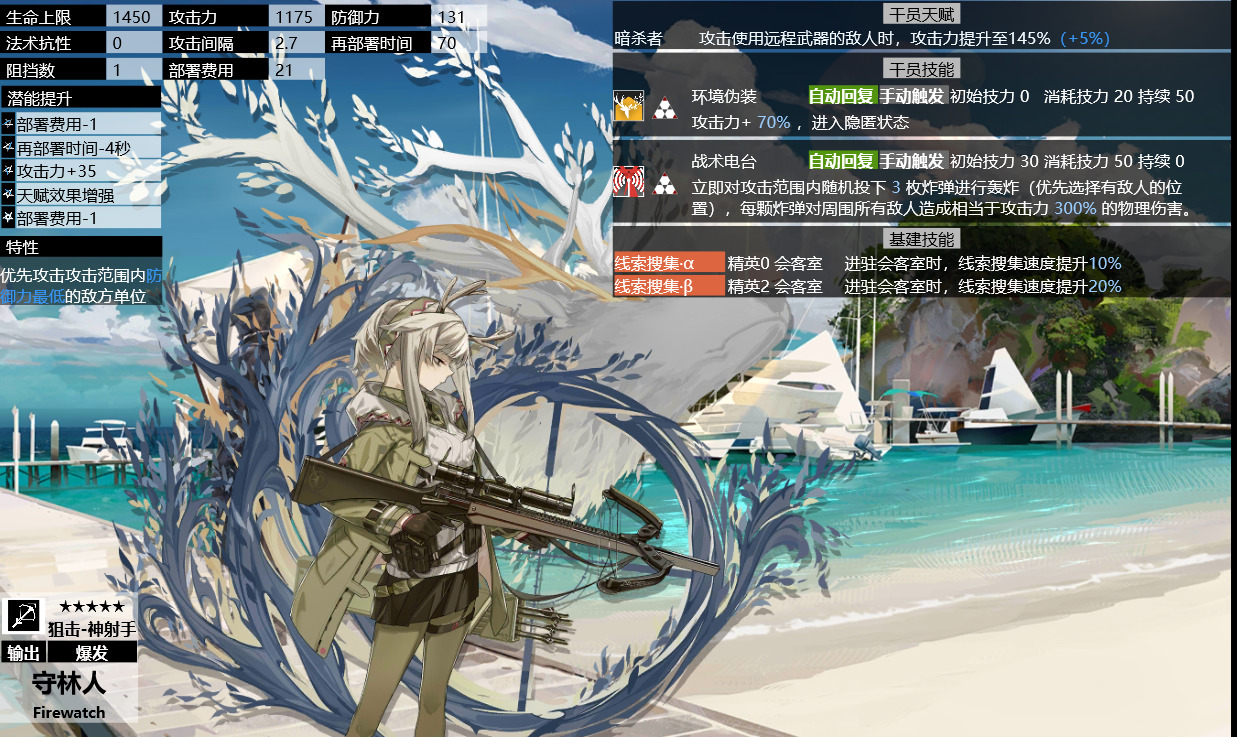 生命上限 1450 攻击力 1175 防御力 131
法术抗性 0 攻击间隔 2.7 再部署时间 70
阻挡数 1 部署费用 21
潜能提升
部署费用-1
再部署时间-4秒
攻击力+35
天赋效果增强
部署费用-1
特性
优先攻击攻击范围内防
御力最低的敌方单位
干员天赋
暗杀者 攻击使用远程武器的敌人时，攻击力提升至145%（+5%）
干员技能
环境伪装 自动回复 手动触发 初始技力 0 消耗技力 20 持续 50
攻击力+ 70% ，进入隐匿状态
战术电台 自动回复 手动触发 初始技力 30 消耗技力 50 持续 0
立即对攻击范围内随机投下 3 枚炸弹进行轰炸（优先选择有敌人的位
置），每颗炸弹对周围所有敌人造成相当于攻击力 300% 的物理伤害。
基建技能
线索搜集·α 精英0 会客室 进驻会客室时，线索搜集速度提升10%
线索搜集·β 精英2 会客室 进驻会客室时，线索搜集速度提升20%
★★★★★
狙击-神射手
输出 爆发
守林人
Firewatch